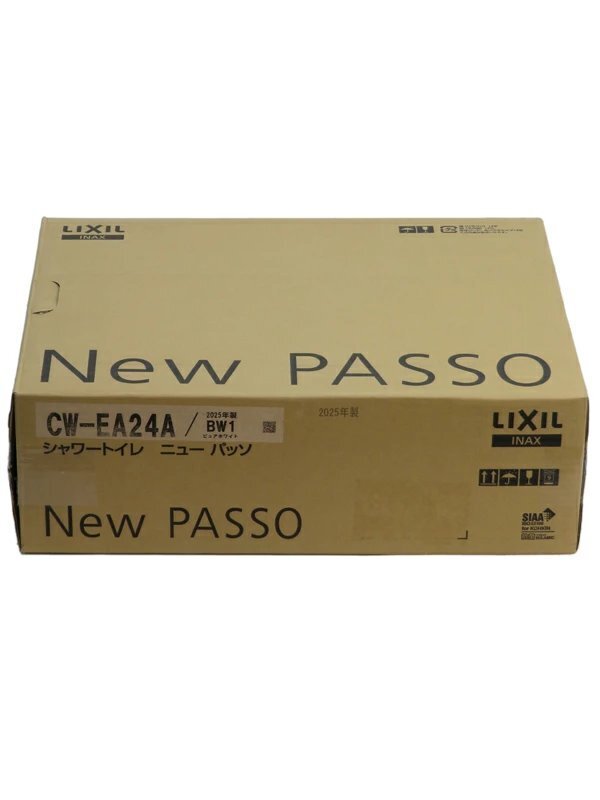 LIXIL
INAX
New PASSO
CW-EA24A / 2025年製
BW1
ピュアホワイト
2025年製
LIXIL
INAX
シャワートイレ ニュー パッソ
New PASSO
SIAA
for KOHKIN